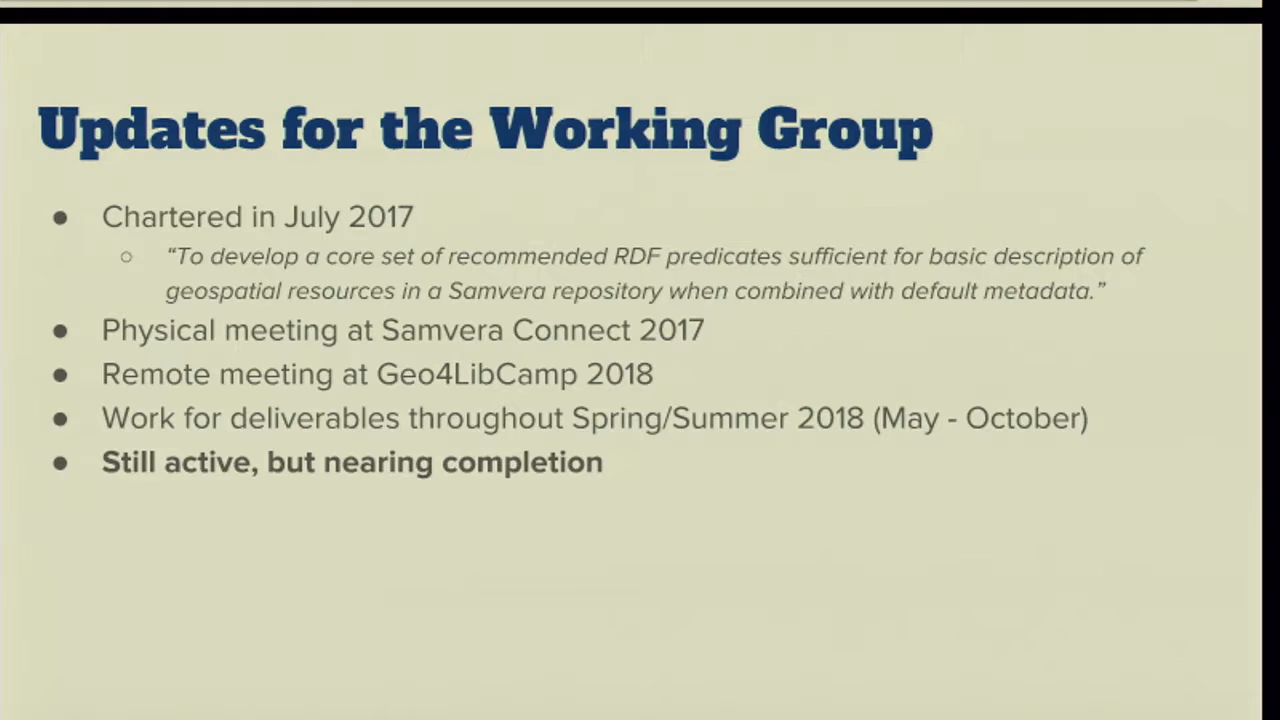 Updates for the Working Group
● Chartered in July 2017
○ “To develop a core set of recommended RDF predicates sufficient for basic description of
geospatial resources in a Samvera repository when combined with default metadata.”
● Physical meeting at Samvera Connect 2017
● Remote meeting at Geo4LibCamp 2018
● Work for deliverables throughout Spring/Summer 2018 (May - October)
● Still active, but nearing completion